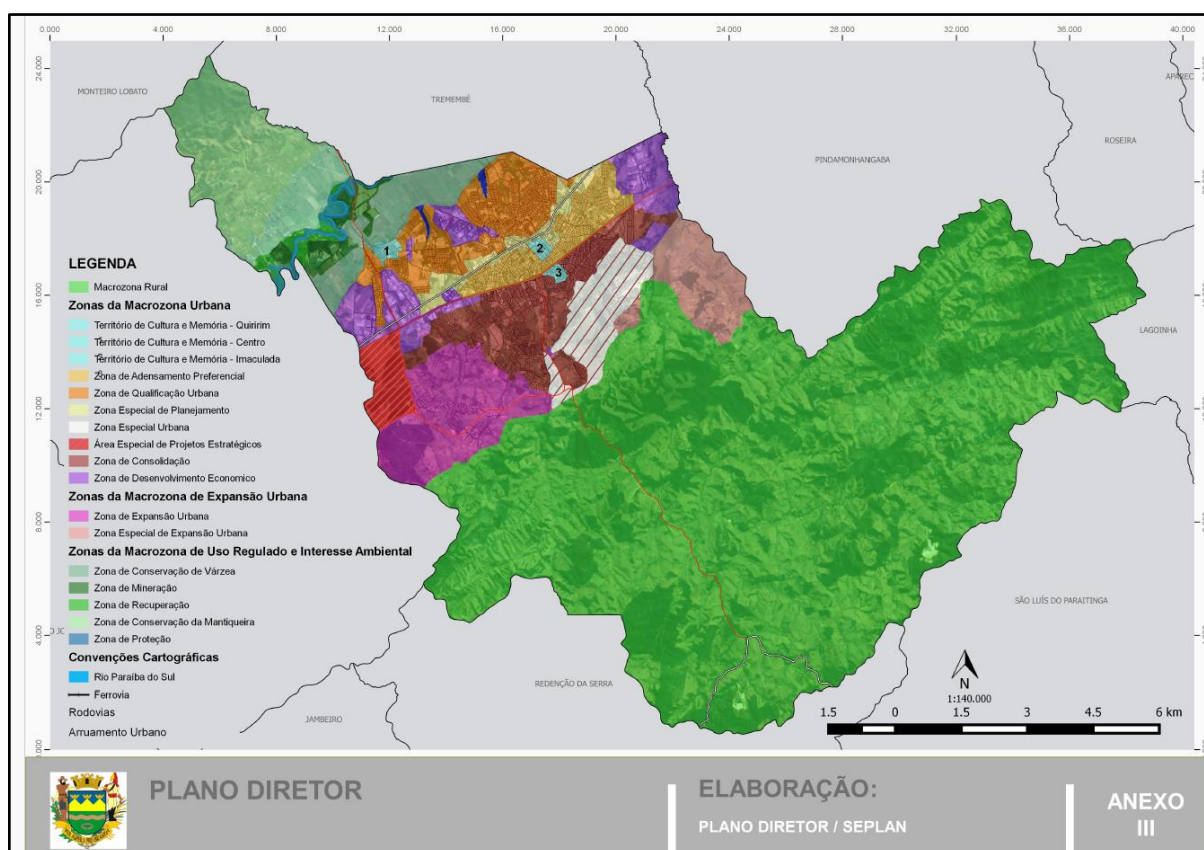 0.000 4.000 8.000 12.000 16.000 20.000 24.000 28.000 32.000 36.000 40.000
24.000
20.000
16.000
12.000
8.000
4.000
MONTEIRO LOBATO
TREMEMBÉ
APAREC
ROSEIRA
PINDAMONHANGABA
LAGOINHA
SÃO LUÍS DO PARAITINGA
REDENÇÃO DA SERRA
JAMBEIRO
1
2
3
LEGENDA
Macrozona Rural
Zonas da Macrozona Urbana
Território de Cultura e Memória - Quiririm
Território de Cultura e Memória - Centro
Território de Cultura e Memória - Imaculada
Zona de Adensamento Preferencial
Zona de Qualificação Urbana
Zona Especial de Planejamento
Zona Especial Urbana
Área Especial de Projetos Estratégicos
Zona de Consolidação
Zona de Desenvolvimento Economico
Zonas da Macrozona de Expansão Urbana
Zona de Expansão Urbana
Zona Especial de Expansão Urbana
Zonas da Macrozona de Uso Regulado e Interesse Ambiental
Zona de Conservação de Várzea
Zona de Mineração
Zona de Recuperação
Zona de Conservação da Mantiqueira
Zona de Proteção
Convenções Cartográficas
Rio Paraíba do Sul
Ferrovia
Rodovias
Arruamento Urbano
N
1:140.000
1.5 0 1.5 3 4.5 6 km
PLANO DIRETOR
ELABORAÇÃO:
PLANO DIRETOR / SEPLAN
ANEXO
III